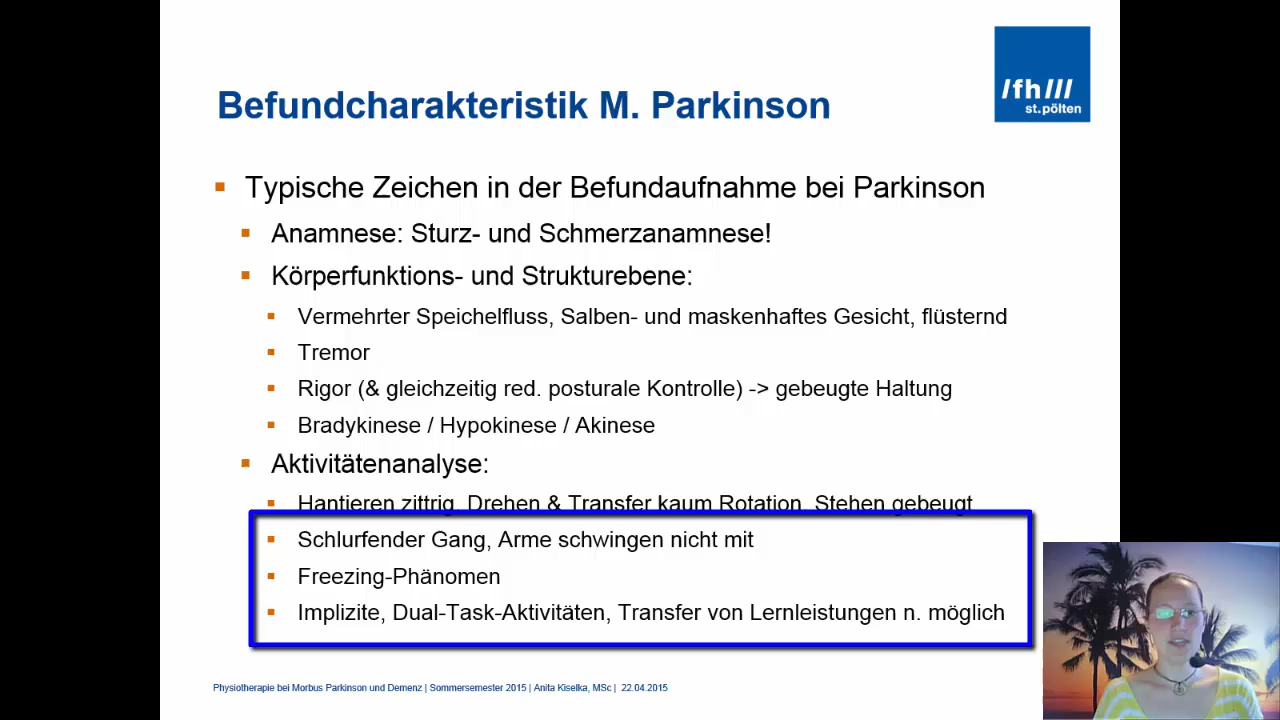 /fh///
st.pölten
Befundcharakteristik M. Parkinson
Typische Zeichen in der Befundaufnahme bei Parkinson
Anamnese: Sturz- und Schmerzanamnese!
Körperfunktions- und Strukturebene:
Vermehrter Speichelfluss, Salben- und maskenhaftes Gesicht, flüsternd
Tremor
Rigor (& gleichzeitig red. posturale Kontrolle) -> gebeugte Haltung
Bradykinese / Hypokinese / Akinese
Aktivitätenanalyse:
Hantieren zittrig, Drehen & Transfer kaum Rotation, Stehen gebeugt
Schlurfender Gang, Arme schwingen nicht mit
Freezing-Phänomen
Implizite, Dual-Task-Aktivitäten, Transfer von Lernleistungen n. möglich
Physiotherapie bei Morbus Parkinson und Demenz | Sommersemester 2015 | Anita Kiselka, MSc | 22.04.2015